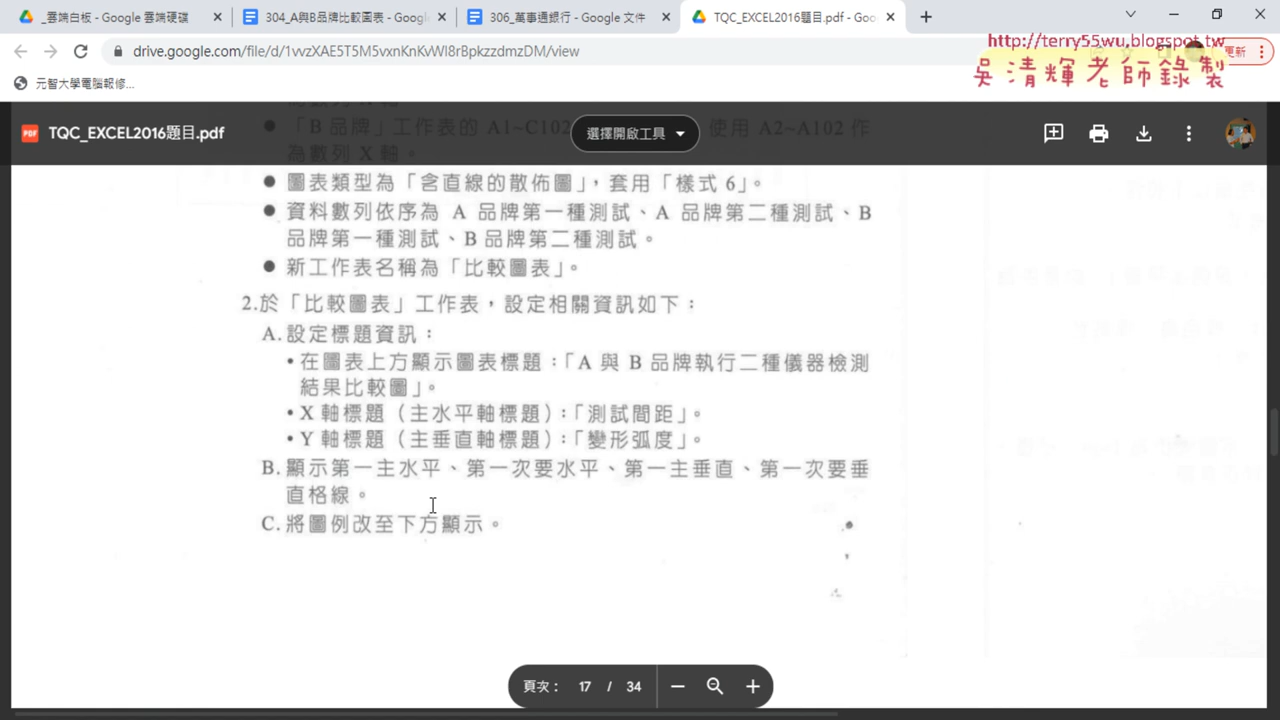 _雲端白板 - Google 雲端硬碟
304_A與B品牌比較圖表 - Google
306_萬事通銀行 - Google 文件
TQC_EXCEL2016題目.pdf - Goo
drive.google.com/file/d/1vvzXAE5T5M5vxnKnKvWl8rBpkzzdmzDM/view
http://terry55wu.blogspot.tw
更新
吳清輝老師錄製
元智大學電腦報修...
PDF TQC_EXCEL2016題目.pdf
選擇開啟工具
●「B 品牌」工作表的 A1~C102 使用 A2~A102 作
為數列 X 軸。
● 圖表類型為「含直線的散佈圖」，套用「樣式 6」。
● 資料數列依序為 A 品牌第一種測試、A 品牌第二種測試、B
品牌第一種測試、B 品牌第二種測試。
● 新工作表名稱為「比較圖表」。
2.於「比較圖表」工作表，設定相關資訊如下：
A.設定標題資訊：
•在圖表上方顯示圖表標題：「A 與 B 品牌執行二種儀器檢測
結果比較圖」。
•X 軸標題（主水平軸標題）：「測試間距」。
•Y 軸標題（主垂直軸標題）：「變形弧度」。
B.顯示第一主水平、第一次要水平、第一主垂直、第一次要垂
直格線。
C.將圖例改至下方顯示。
頁次： 17 / 34